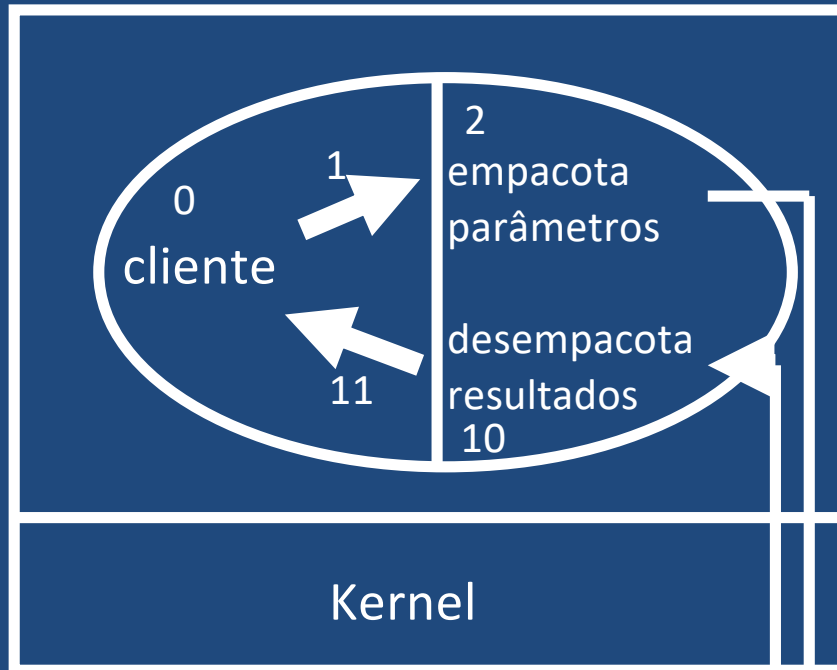 0
cliente
1
11
2
empacota
parâmetros
desempacota
resultados
10
Kernel